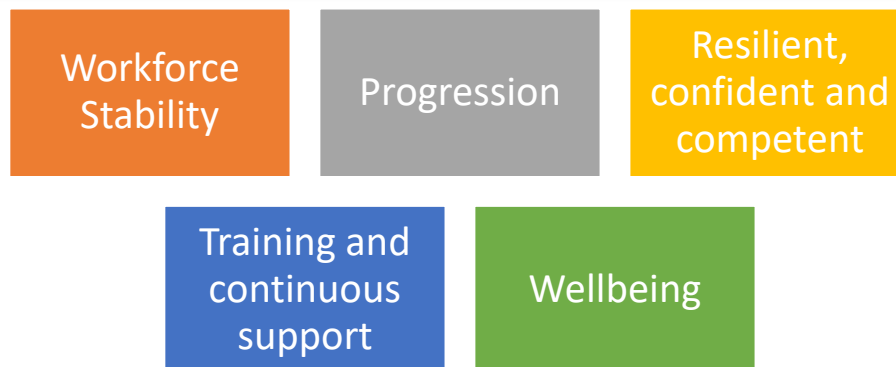 Workforce
Stability
Progression
Resilient,
confident and
competent
Training and
continuous
support
Wellbeing